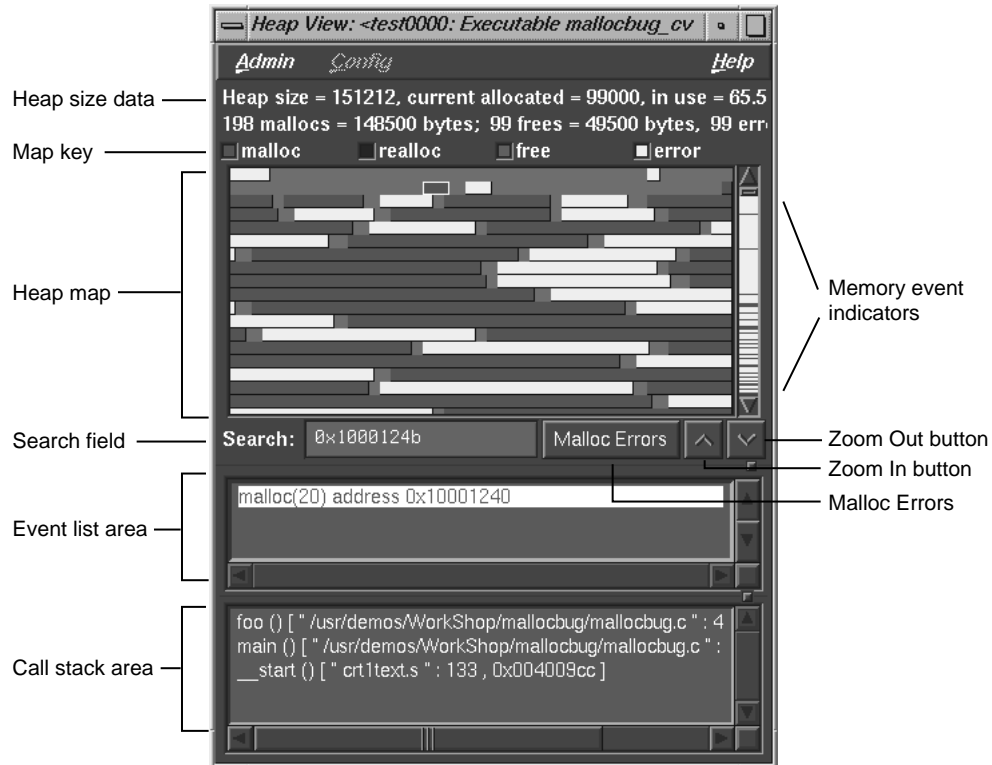 Heap View: <test0000: Executable mallocbug_cv
Admin Config Help
Heap size data
Heap size = 151212, current allocated = 99000, in use = 65.5
198 mallocs = 148500 bytes; 99 frees = 49500 bytes, 99 err
Map key
malloc realloc free error
Heap map
Memory event
indicators
Search field
Search: 0x1000124b Malloc Errors
Zoom Out button
Zoom In button
Malloc Errors
Event list area
malloc(20) address 0x10001240
Call stack area
foo () [ " /usr/demos/WorkShop/mallocbug/mallocbug.c " : 4
main () [ " /usr/demos/WorkShop/mallocbug/mallocbug.c " :
__start () [ " crt1text.s " : 133 , 0x004009cc ]